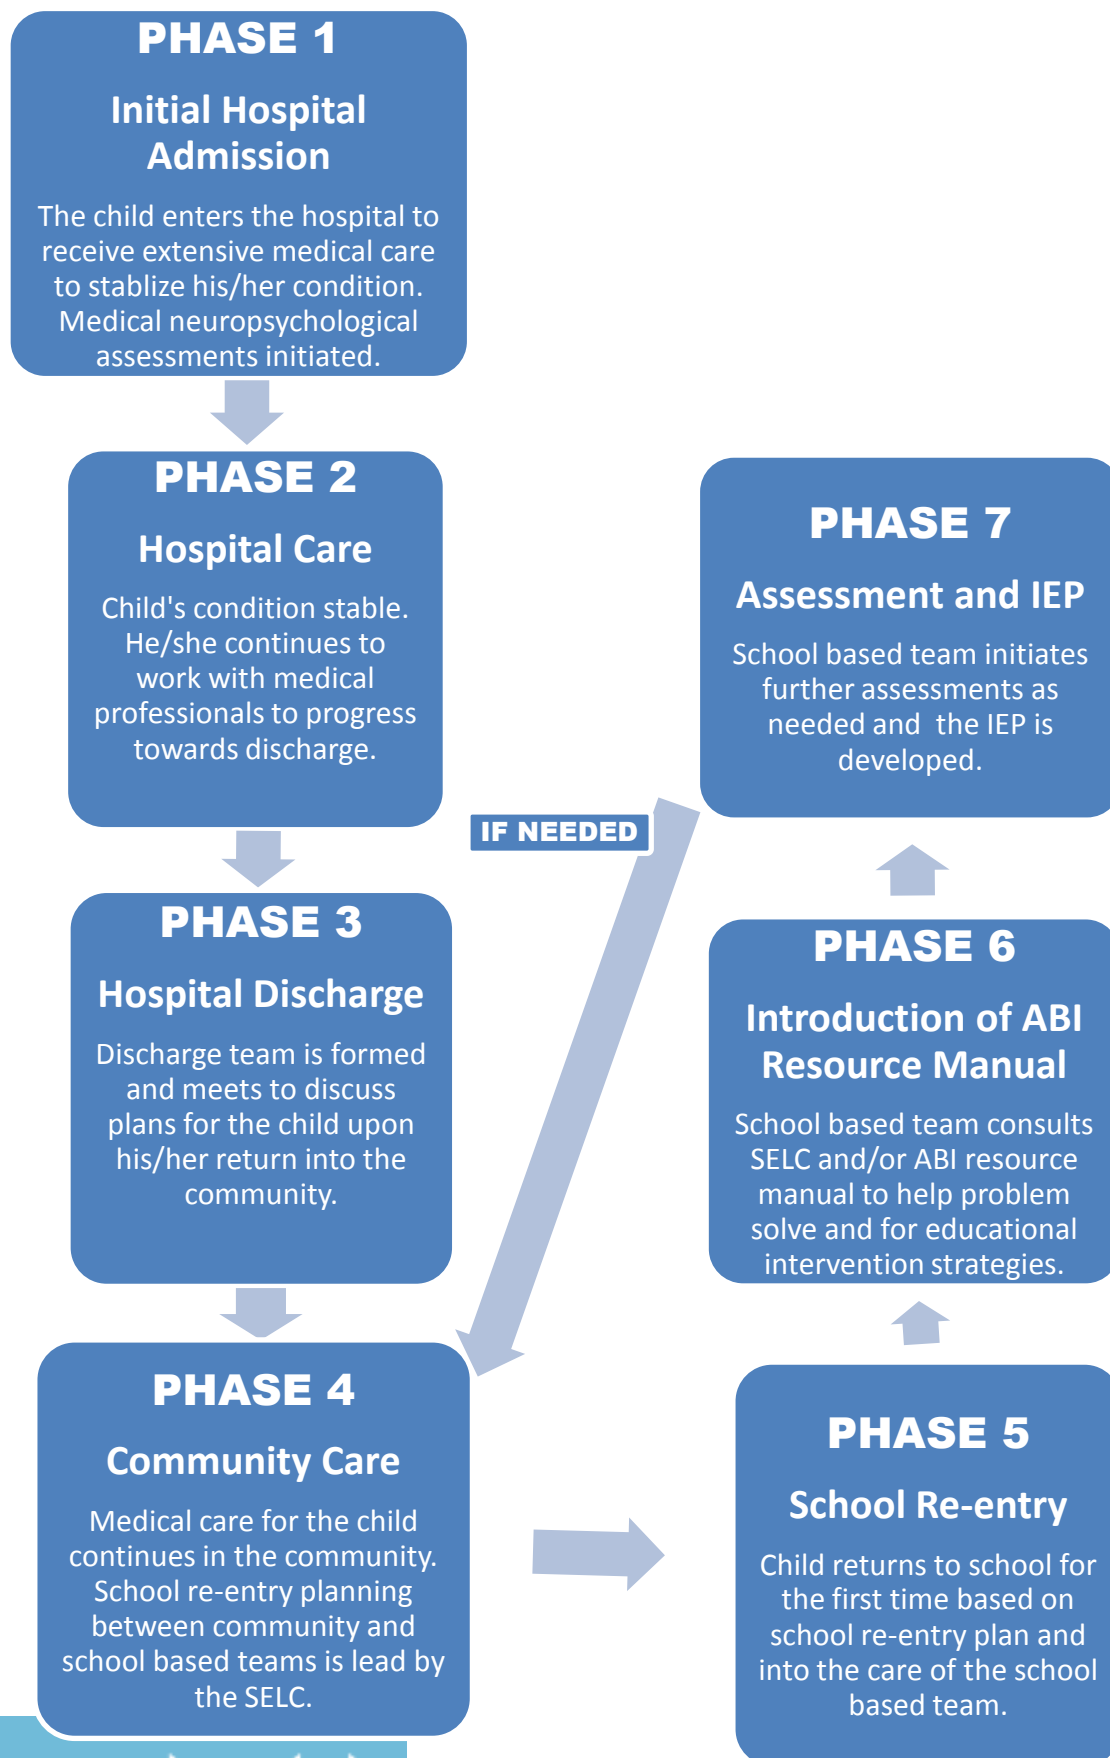 PHASE 1
Initial Hospital
Admission
The child enters the hospital to
receive extensive medical care
to stablize his/her condition.
Medical neuropsychological
assessments initiated.
PHASE 2
Hospital Care
Child's condition stable.
He/she continues to
work with medical
professionals to progress
towards discharge.
PHASE 3
Hospital Discharge
Discharge team is formed
and meets to discuss
plans for the child upon
his/her return into the
community.
PHASE 4
Community Care
Medical care for the child
continues in the community.
School re-entry planning
between community and
school based teams is lead by
the SELC.
PHASE 5
School Re-entry
Child returns to school for
the first time based on
school re-entry plan and
into the care of the school
based team.
PHASE 6
Introduction of ABI
Resource Manual
School based team consults
SELC and/or ABI resource
manual to help problem
solve and for educational
intervention strategies.
PHASE 7
Assessment and IEP
School based team initiates
further assessments as
needed and the IEP is
developed.
IF NEEDED